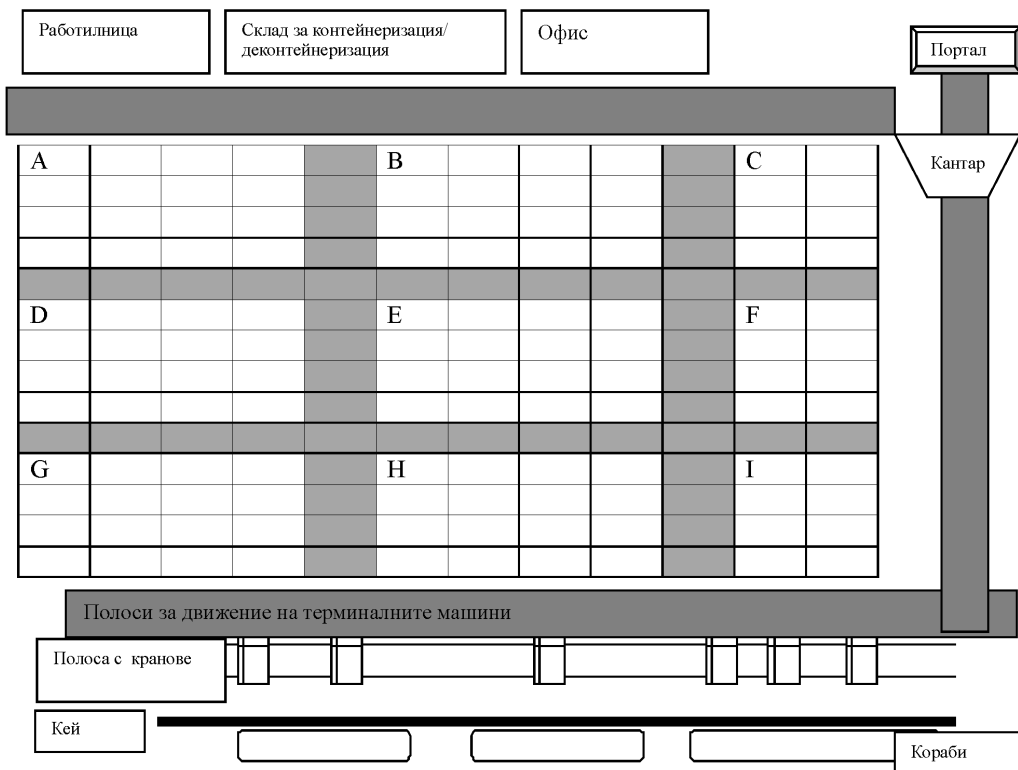 Работилница
Склад за контейнеризация/
деконтейнеризация
Офис
Портал
Кантар
A
B
C
D
E
F
G
H
I
Полоси за движение на терминалните машини
Полоса с кранове
Кей
Кораби